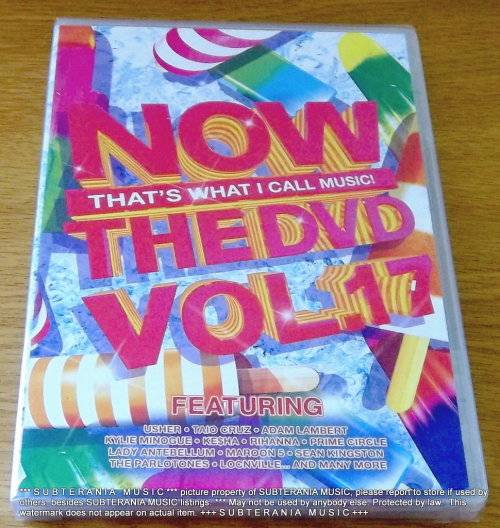 NOW
THAT'S WHAT I CALL MUSIC!
THE DVD
VOL.17
FEATURING
USHER • TAIO CRUZ • ADAM LAMBERT
KYLIE MINOGUE • KE$HA • RIHANNA • PRIME CIRCLE
LADY ANTEBELLUM • MAROON 5 • SEAN KINGSTON
THE PARLOTONES • LOCNVILLE... AND MANY MORE
*** S U B T E R A N I A M U S I C *** picture property of SUBTERANIA MUSIC, please report to store if used by
others, besides SUBTERANIA MUSIC listings. *** May not be used by anybody else. Protected by law. This
watermark does not appear on actual item. +++ S U B T E R A N I A M U S I C +++